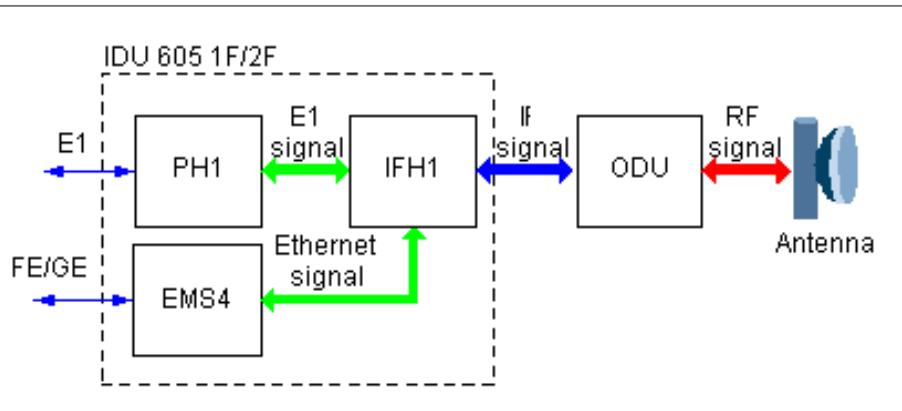 IDU 605 1F/2F
E1
PH1
E1
signal
IFH1
IF
signal
ODU
RF
signal
Antenna
FE/GE
EMS4
Ethernet
signal